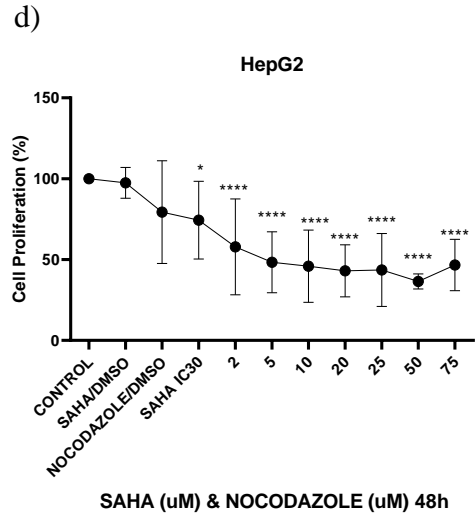 d)
HepG2
Cell Proliferation (%)
150
100
50
0
*
****
****
****
****
****
****
****
CONTROL
SAHA/DMSO
NOCODAZOLE/DMSO
SAHA IC30
2
5
10
20
25
50
75
SAHA (uM) & NOCODAZOLE (uM) 48h